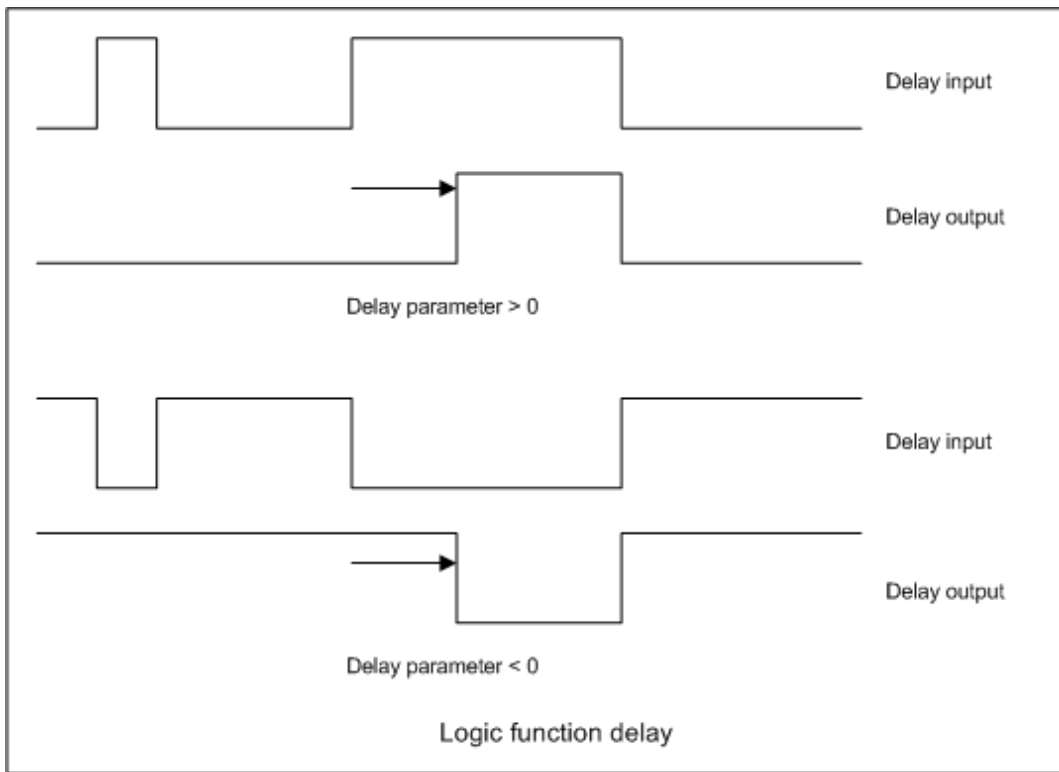 Delay input
Delay output
Delay parameter > 0
Delay input
Delay output
Delay parameter < 0
Logic function delay